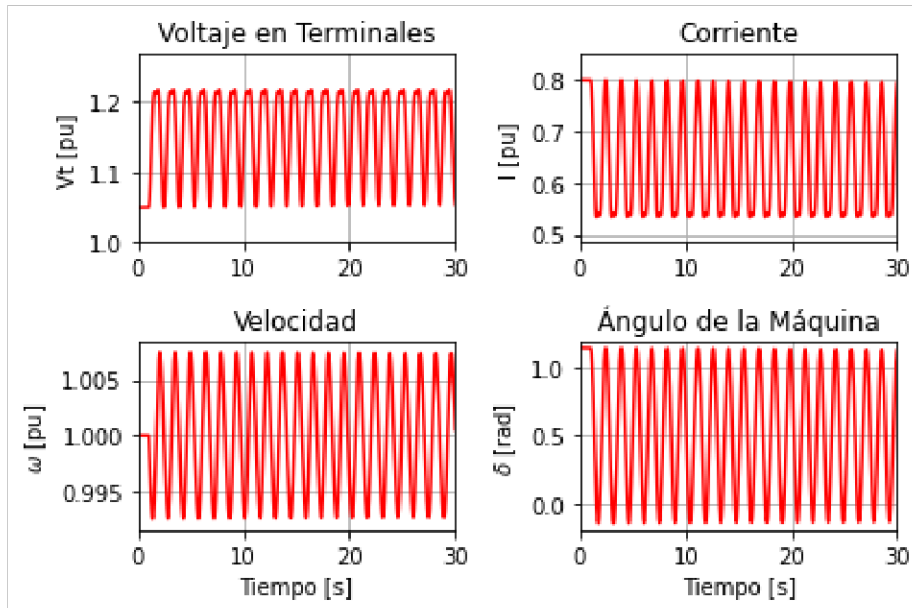 Voltaje en Terminales
Vt [pu]
1.2
1.1
1.0
0 10 20 30
Corriente
I [pu]
0.8
0.7
0.6
0.5
0 10 20 30
Velocidad
ω [pu]
1.005
1.000
0.995
0 10 20 30
Tiempo [s]
Ángulo de la Máquina
δ [rad]
1.0
0.5
0.0
0 10 20 30
Tiempo [s]